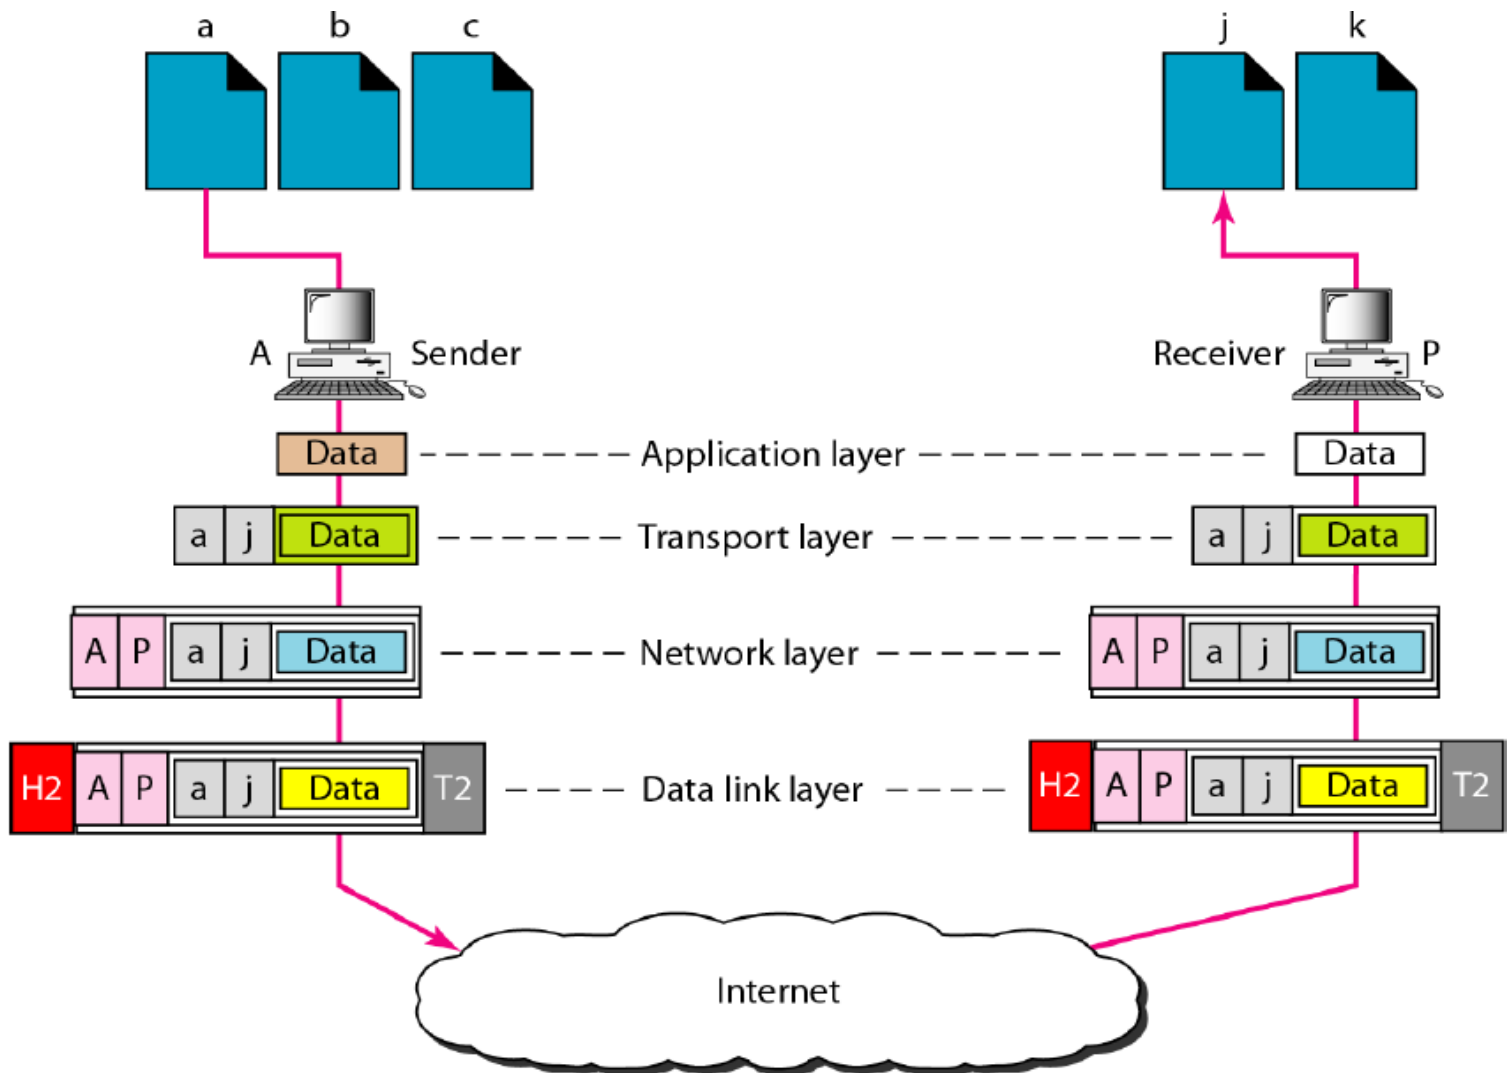 a b c j k
A Sender Receiver P
Data Application layer Data
a j Data Transport layer a j Data
A P a j Data Network layer A P a j Data
H2 A P a j Data T2 Data link layer H2 A P a j Data T2
Internet